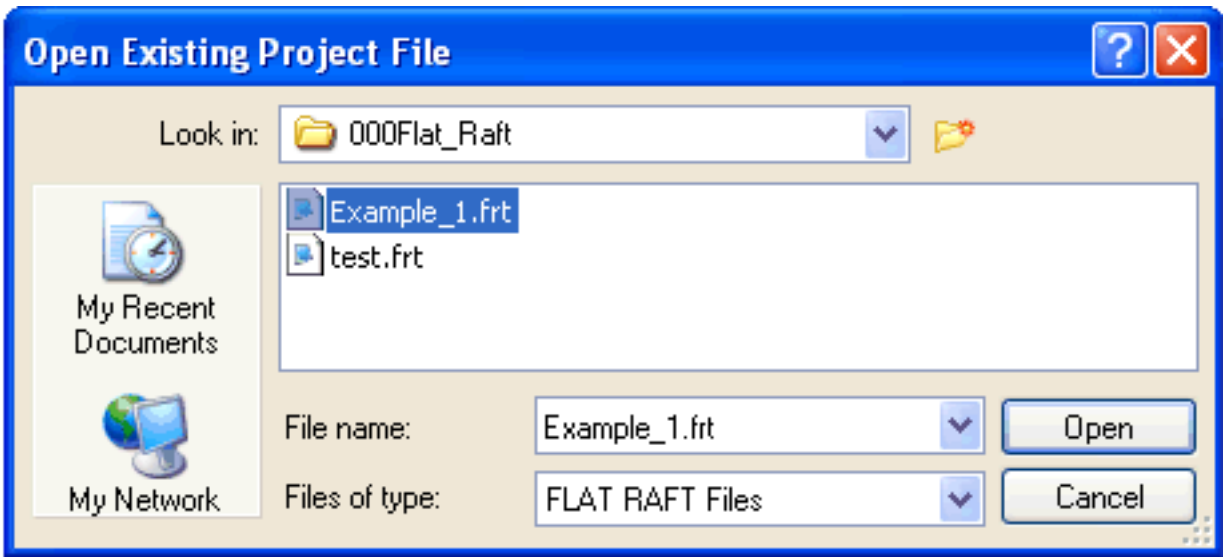 Open Existing Project File
Look in:
000Flat_Raft
Example_1.frt
test.frt
My Recent
Documents
My Network
File name:
Example_1.frt
Open
Files of type:
FLAT RAFT Files
Cancel